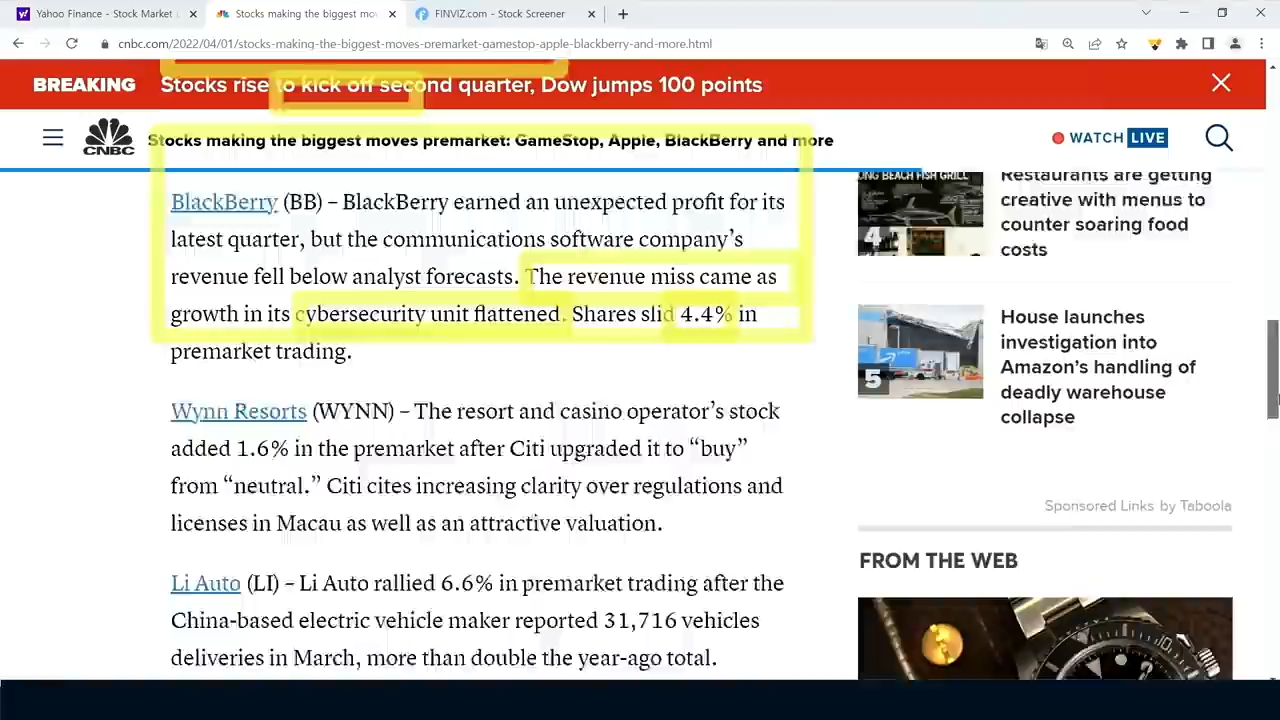 Yahoo Finance - Stock Market L
Stocks making the biggest mov
FINVIZ.com - Stock Screener
cnbc.com/2022/04/01/stocks-making-the-biggest-moves-premarket-gamestop-apple-blackberry-and-more.html
BREAKING Stocks rise to kick off second quarter, Dow jumps 100 points
CNBC
Stocks making the biggest moves premarket: GameStop, Apple, BlackBerry and more
WATCH LIVE
BlackBerry (BB) – BlackBerry earned an unexpected profit for its
latest quarter, but the communications software company’s
revenue fell below analyst forecasts. The revenue miss came as
growth in its cybersecurity unit flattened. Shares slid 4.4% in
premarket trading.
Wynn Resorts (WYNN) – The resort and casino operator’s stock
added 1.6% in the premarket after Citi upgraded it to “buy”
from “neutral.” Citi cites increasing clarity over regulations and
licenses in Macau as well as an attractive valuation.
Li Auto (LI) – Li Auto rallied 6.6% in premarket trading after the
China-based electric vehicle maker reported 31,716 vehicles
deliveries in March, more than double the year-ago total.
LONG BEACH FISH GRILL
4
Restaurants are getting
creative with menus to
counter soaring food
costs
5
House launches
investigation into
Amazon’s handling of
deadly warehouse
collapse
Sponsored Links by Taboola
FROM THE WEB